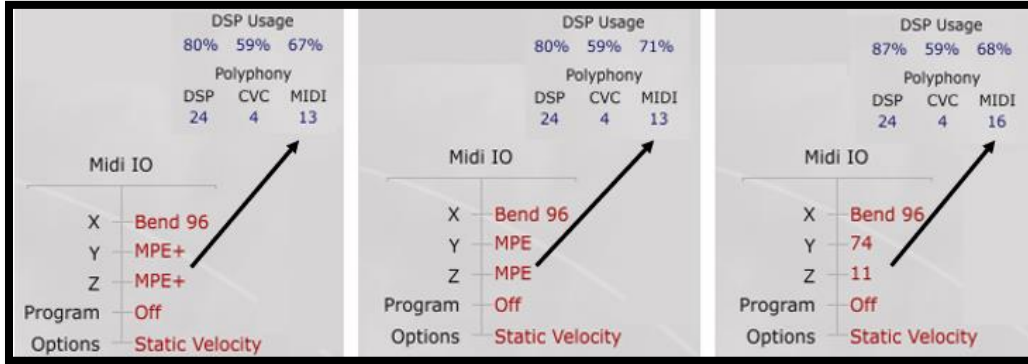 DSP Usage
80% 59% 67%
Polyphony
DSP CVC MIDI
24 4 13
Midi IO
X Bend 96
Y MPE+
Z MPE+
Program Off
Options Static Velocity
DSP Usage
80% 59% 71%
Polyphony
DSP CVC MIDI
24 4 13
Midi IO
X Bend 96
Y MPE
Z MPE
Program Off
Options Static Velocity
DSP Usage
87% 59% 68%
Polyphony
DSP CVC MIDI
24 4 16
Midi IO
X Bend 96
Y 74
Z 11
Program Off
Options Static Velocity